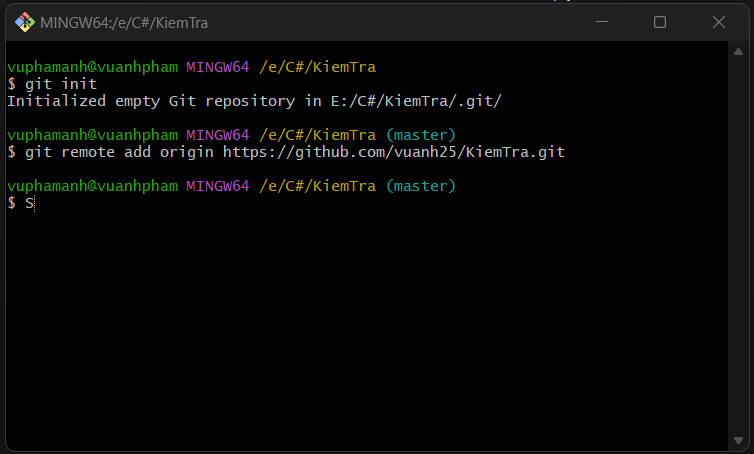 MINGW64:/e/C#/KiemTra
vuphamanh@vuanhpham MINGW64 /e/C#/KiemTra
$ git init
Initialized empty Git repository in E:/C#/KiemTra/.git/
vuphamanh@vuanhpham MINGW64 /e/C#/KiemTra (master)
$ git remote add origin https://github.com/vuanh25/KiemTra.git
vuphamanh@vuanhpham MINGW64 /e/C#/KiemTra (master)
$ S